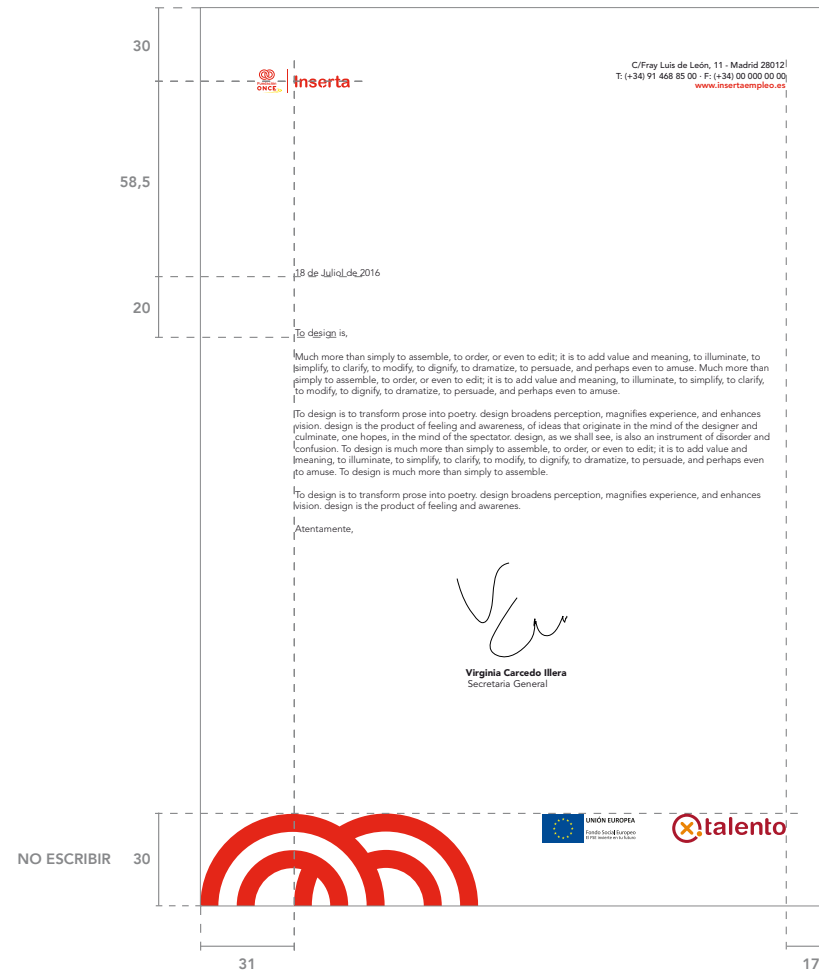 30
C/Fray Luis de León, 11 - Madrid 28012
T: (+34) 91 468 85 00 · F: (+34) 00 000 00 00
www.insertaempleo.es
Fundación
ONCE
Inserta
58,5
18 de Juliol de 2016
20
To design is,
Much more than simply to assemble, to order, or even to edit; it is to add value and meaning, to illuminate, to
simplify, to clarify, to modify, to dignify, to dramatize, to persuade, and perhaps even to amuse. Much more than
simply to assemble, to order, or even to edit; it is to add value and meaning, to illuminate, to simplify, to clarify,
to modify, to dignify, to dramatize, to persuade, and perhaps even to amuse.
To design is to transform prose into poetry. design broadens perception, magnifies experience, and enhances
vision. design is the product of feeling and awareness, of ideas that originate in the mind of the designer and
culminate, one hopes, in the mind of the spectator. design, as we shall see, is also an instrument of disorder and
confusion. To design is much more than simply to assemble, to order, or even to edit; it is to add value and
meaning, to illuminate, to simplify, to clarify, to modify, to dignify, to dramatize, to persuade, and perhaps even
to amuse. To design is much more than simply to assemble.
To design is to transform prose into poetry. design broadens perception, magnifies experience, and enhances
vision. design is the product of feeling and awarenes.
Atentamente,
Virginia Carcedo Illera
Secretaria General
UNIÓN EUROPEA
Fondo Social Europeo
El FSE invierte en tu futuro
x talento
NO ESCRIBIR 30
31
17